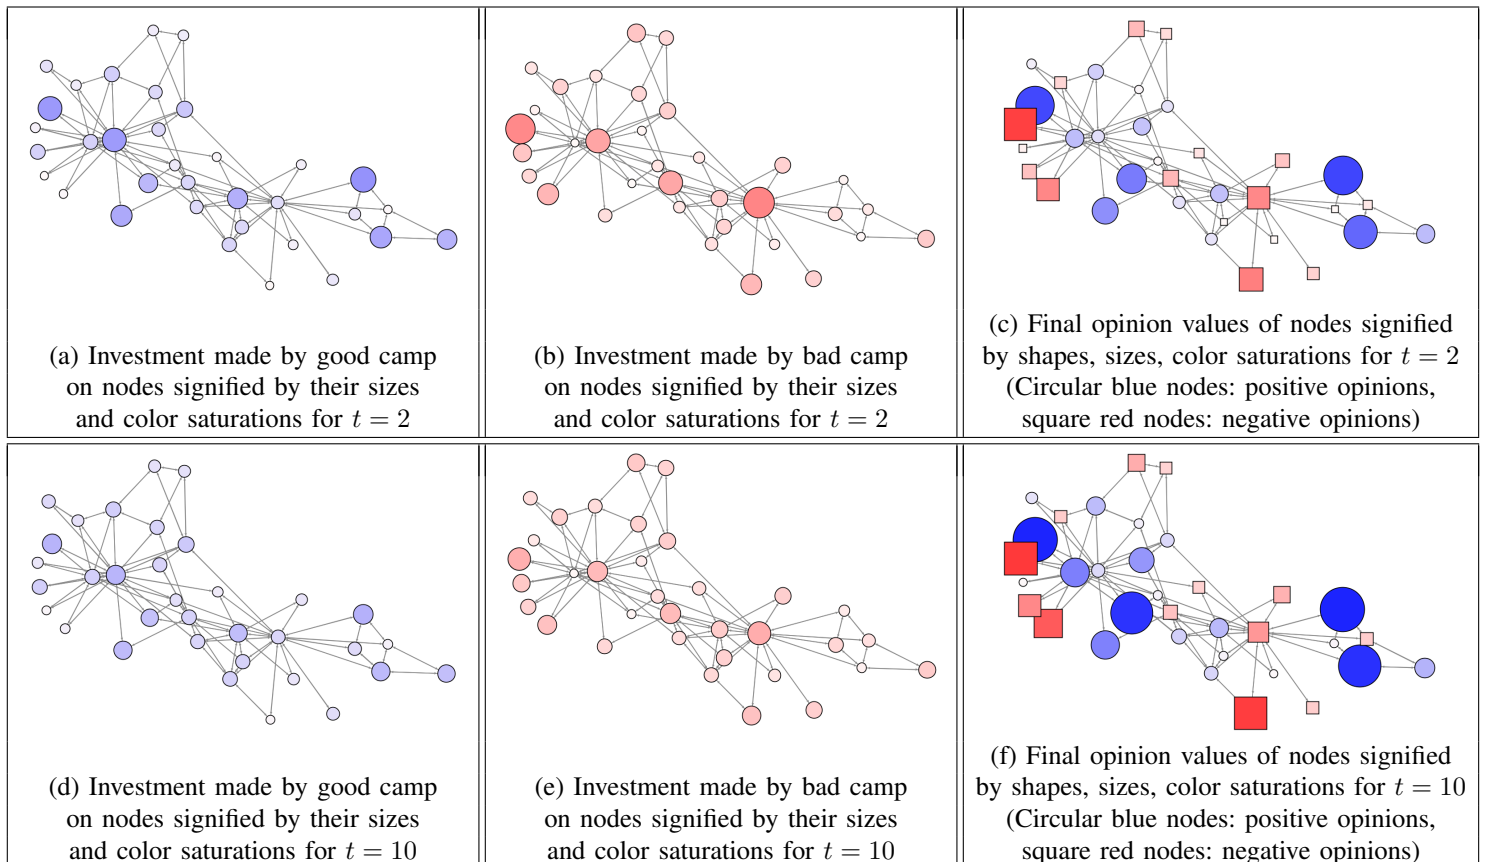 (a) Investment made by good camp
on nodes signified by their sizes
and color saturations for t = 2
(b) Investment made by bad camp
on nodes signified by their sizes
and color saturations for t = 2
(c) Final opinion values of nodes signified
by shapes, sizes, color saturations for t = 2
(Circular blue nodes: positive opinions,
square red nodes: negative opinions)
(d) Investment made by good camp
on nodes signified by their sizes
and color saturations for t = 10
(e) Investment made by bad camp
on nodes signified by their sizes
and color saturations for t = 10
(f) Final opinion values of nodes signified
by shapes, sizes, color saturations for t = 10
(Circular blue nodes: positive opinions,
square red nodes: negative opinions)